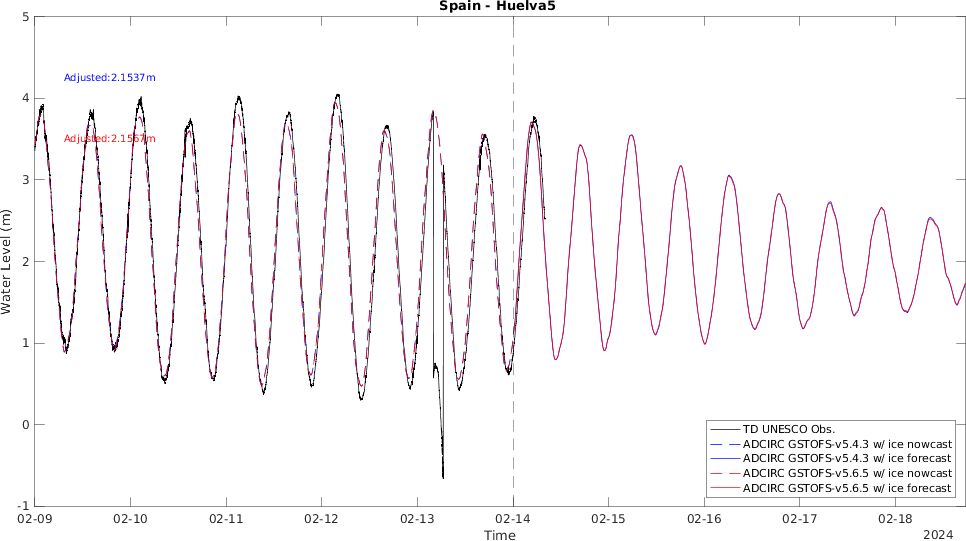 Spain - Huelva5
5
4
3
2
1
0
-1
Water Level (m)
Adjusted:2.1537m
Adjusted:2.1567m
TD UNESCO Obs.
ADCIRC GSTOFS-v5.4.3 w/ ice nowcast
ADCIRC GSTOFS-v5.4.3 w/ ice forecast
ADCIRC GSTOFS-v5.6.5 w/ ice nowcast
ADCIRC GSTOFS-v5.6.5 w/ ice forecast
02-09 02-10 02-11 02-12 02-13 02-14 02-15 02-16 02-17 02-18
Time
2024